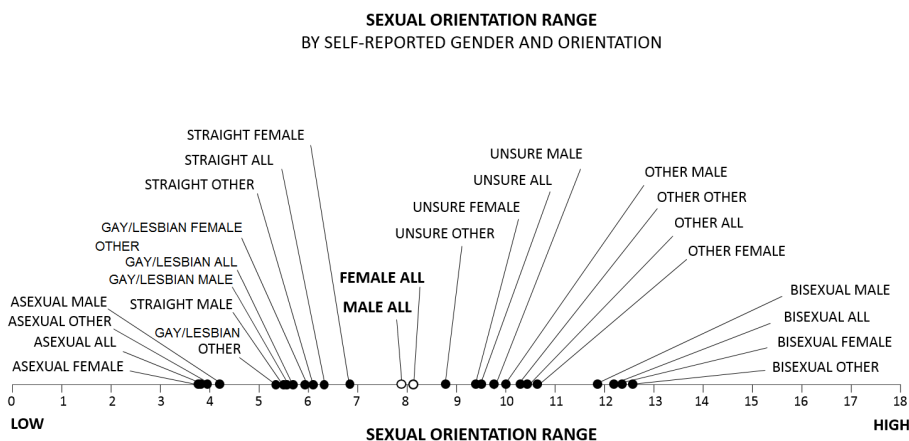 SEXUAL ORIENTATION RANGE
BY SELF-REPORTED GENDER AND ORIENTATION
STRAIGHT FEMALE
STRAIGHT ALL
STRAIGHT OTHER
GAY/LESBIAN FEMALE
OTHER
GAY/LESBIAN ALL
GAY/LESBIAN MALE
STRAIGHT MALE
GAY/LESBIAN
OTHER
ASEXUAL MALE
ASEXUAL OTHER
ASEXUAL ALL
ASEXUAL FEMALE
FEMALE ALL
MALE ALL
UNSURE MALE
UNSURE ALL
UNSURE FEMALE
UNSURE OTHER
OTHER MALE
OTHER OTHER
OTHER ALL
OTHER FEMALE
BISEXUAL MALE
BISEXUAL ALL
BISEXUAL FEMALE
BISEXUAL OTHER
0 1 2 3 4 5 6 7 8 9 10 11 12 13 14 15 16 17 18
LOW HIGH
SEXUAL ORIENTATION RANGE